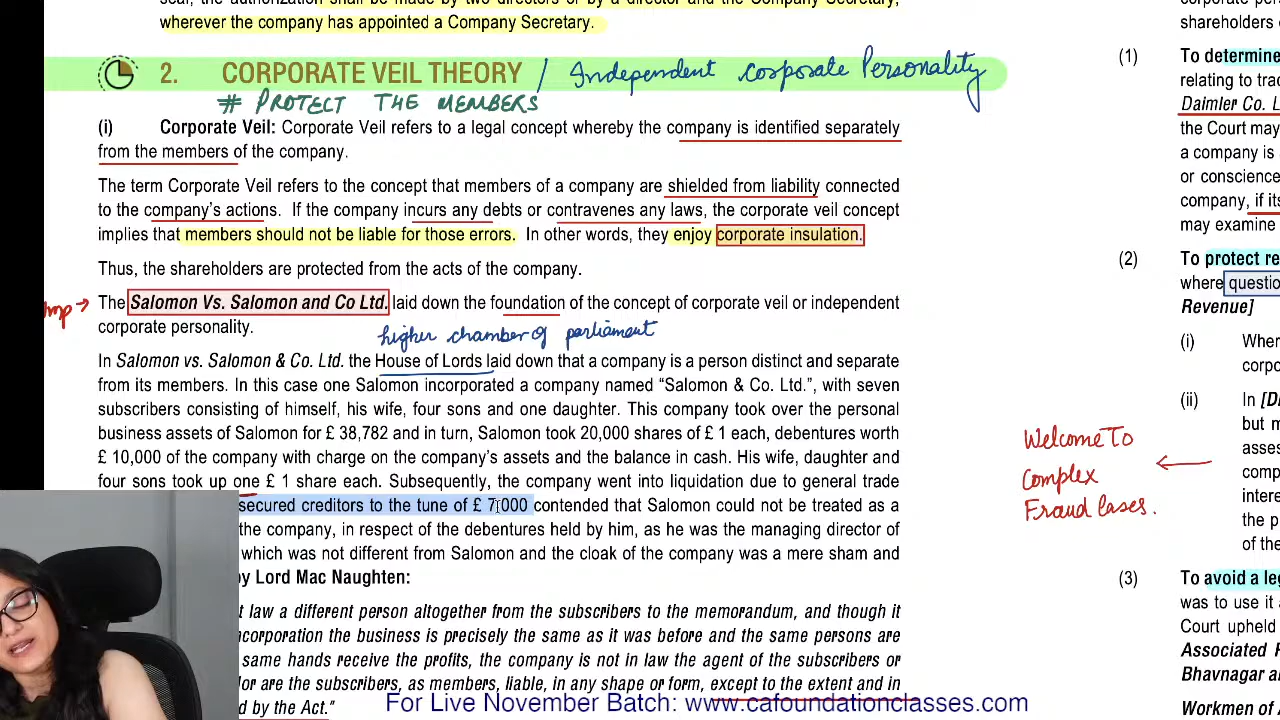 seal, the authorization shall be made by two directors or by a director and the Company Secretary,
wherever the company has appointed a Company Secretary.
2. CORPORATE VEIL THEORY / Independent corporate Personality
# PROTECT THE MEMBERS
(i) Corporate Veil: Corporate Veil refers to a legal concept whereby the company is identified separately
from the members of the company.
The term Corporate Veil refers to the concept that members of a company are shielded from liability connected
to the company's actions. If the company incurs any debts or contravenes any laws, the corporate veil concept
implies that members should not be liable for those errors. In other words, they enjoy corporate insulation.
Thus, the shareholders are protected from the acts of the company.
Imp → The Salomon Vs. Salomon and Co Ltd. laid down the foundation of the concept of corporate veil or independent
corporate personality.
higher chamber of parliament
In Salomon vs. Salomon & Co. Ltd. the House of Lords laid down that a company is a person distinct and separate
from its members. In this case one Salomon incorporated a company named “Salomon & Co. Ltd.”, with seven
subscribers consisting of himself, his wife, four sons and one daughter. This company took over the personal
business assets of Salomon for £ 38,782 and in turn, Salomon took 20,000 shares of £ 1 each, debentures worth
£ 10,000 of the company with charge on the company's assets and the balance in cash. His wife, daughter and
four sons took up one £ 1 share each. Subsequently, the company went into liquidation due to general trade
secured creditors to the tune of £ 7,000 contended that Salomon could not be treated as a
the company, in respect of the debentures held by him, as he was the managing director of
which was not different from Salomon and the cloak of the company was a mere sham and
by Lord Mac Naughten:
law a different person altogether from the subscribers to the memorandum, and though it
incorporation the business is precisely the same as it was before and the same persons are
same hands receive the profits, the company is not in law the agent of the subscribers or
are the subscribers, as members, liable, in any shape or form, except to the extent and in
by the Act.”
shareholders
(1) To determine
relating to
Daimler Co.
the Court may
a company is
or conscience
company, if its
may examine
(2) To protect
where
Revenue]
(i)
(ii) In
but
Welcome To
Complex
Fraud Cases.
the
of the
(3) To avoid a
was to use it
Court upheld
Associated
Bhavnagar
Workmen of
For Live November Batch: www.cafoundationclasses.com